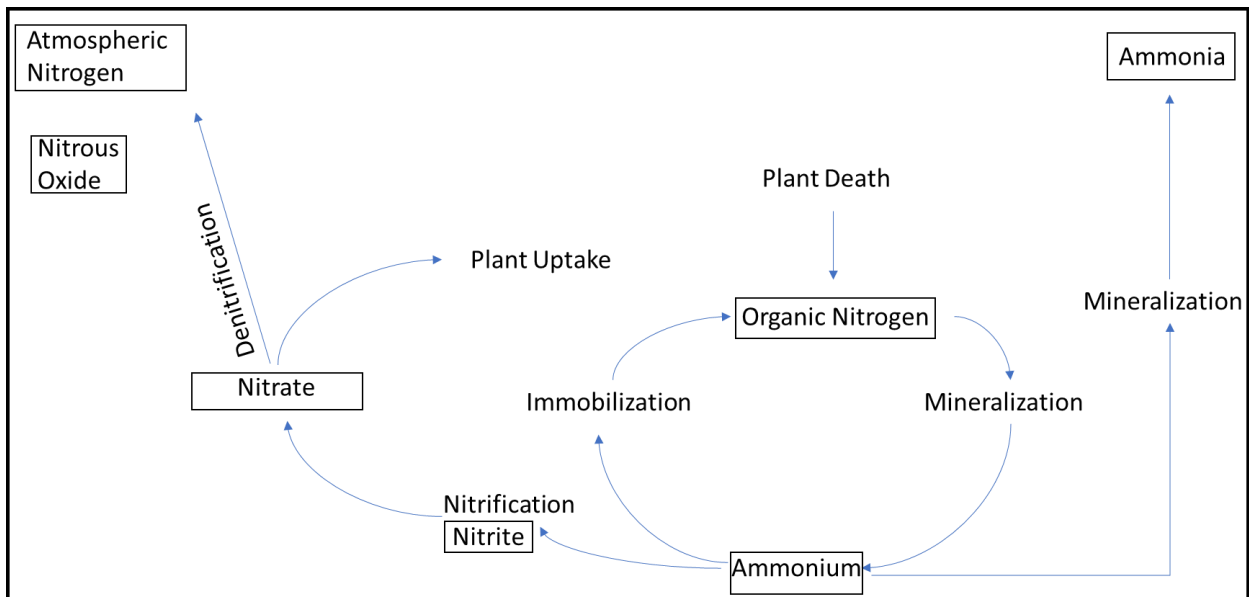 Atmospheric
Nitrogen
Ammonia
Nitrous
Oxide
Plant Death
Denitrification
Plant Uptake
Organic Nitrogen
Mineralization
Nitrate
Immobilization
Mineralization
Nitrification
Nitrite
Ammonium